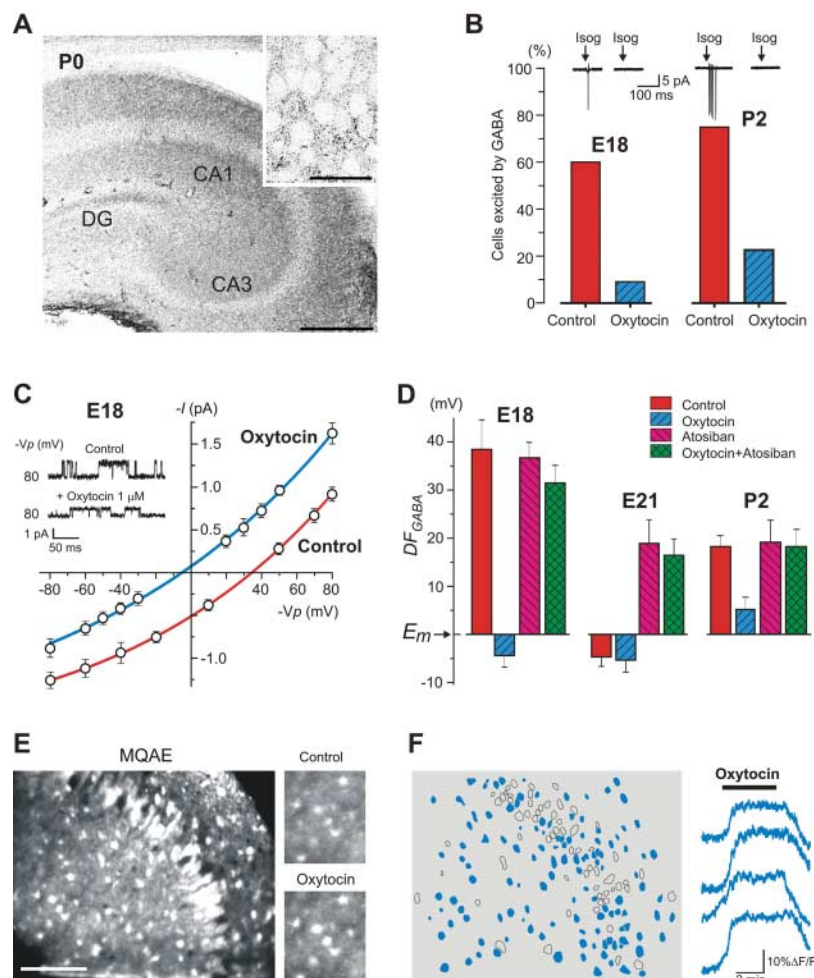 A
P0
CA1
DG
CA3
B
Isog Isog Isog Isog
(%)
100
80
60
40
20
0
Cells excited by GABA
5 pA
100 ms
E18
P2
Control Oxytocin Control Oxytocin
C
E18
-Vp (mV)
Control
80
+ Oxytocin 1 µM
80
1 pA
50 ms
-I (pA)
1.5
1.0
0.5
-1.0
Oxytocin
Control
-80 -60 -40 -20 20 40 60 80
-Vp (mV)
D
(mV)
40
30
20
10
Em
-10
DFGABA
E18
E21
P2
Control
Oxytocin
Atosiban
Oxytocin+Atosiban
E
MQAE
Control
Oxytocin
F
Oxytocin
10%ΔF/F